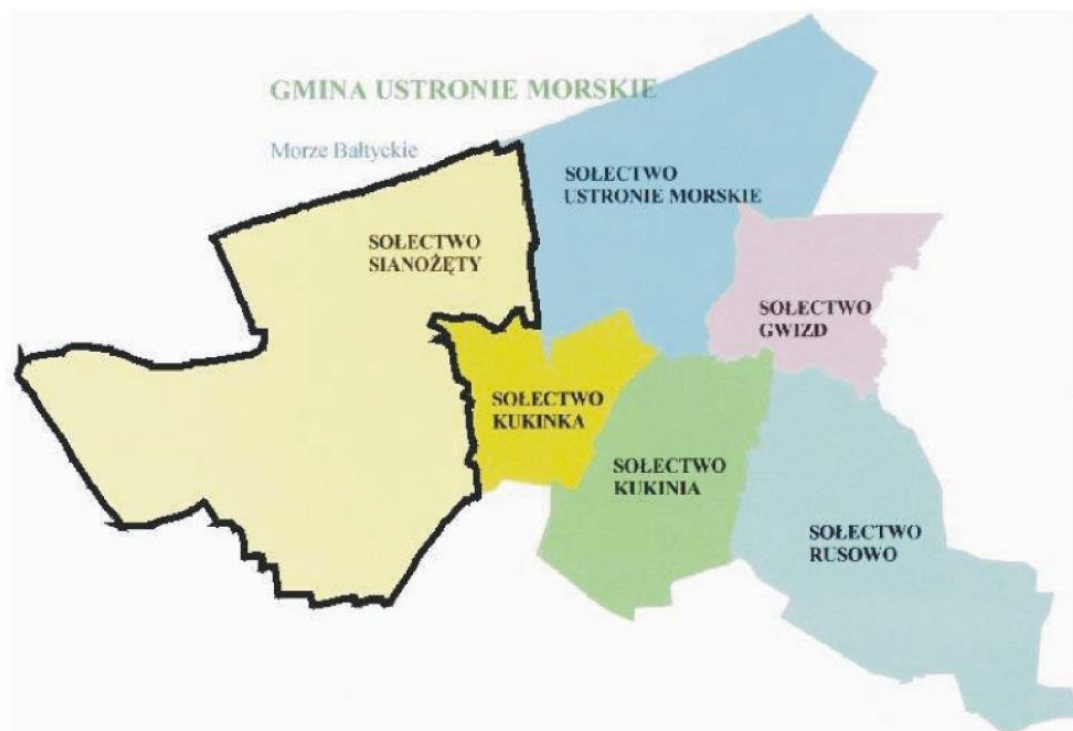 GMINA USTRONIE MORSKIE
Morze Bałtyckie
SOŁECTWO
USTRONIE MORSKIE
SOŁECTWO
SIANOŻĘTY
SOŁECTWO
GWIZD
SOŁECTWO
KUKINKA
SOŁECTWO
KUKINIA
SOŁECTWO
RUSOWO